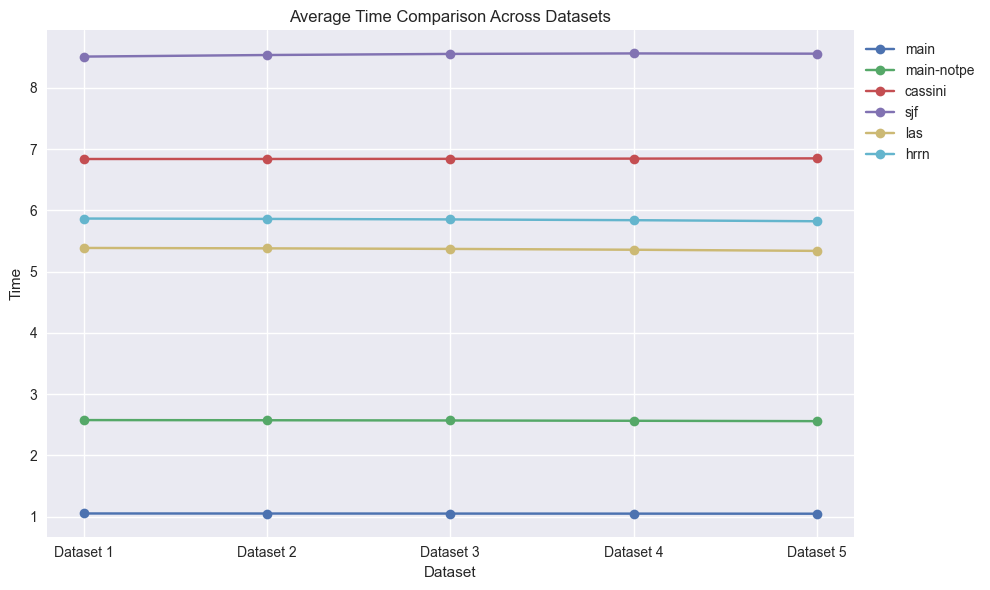 Average Time Comparison Across Datasets
main
main-notpe
cassini
sjf
las
hrrn
Time
8
7
6
5
4
3
2
1
Dataset 1
Dataset 2
Dataset 3
Dataset 4
Dataset 5
Dataset